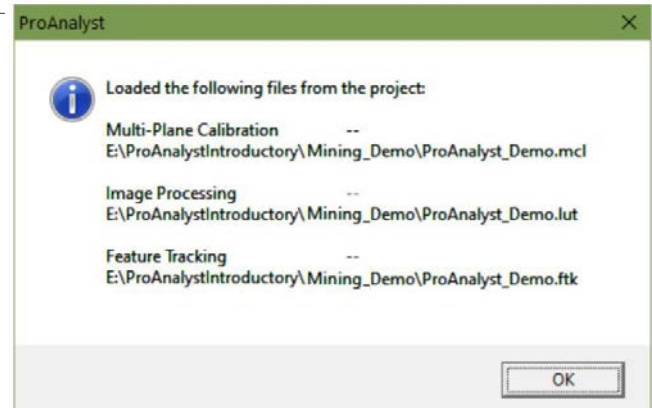 ProAnalyst
Loaded the following files from the project:
Multi-Plane Calibration --
E:\ProAnalystIntroductory\Mining_Demo\ProAnalyst_Demo.mcl
Image Processing --
E:\ProAnalystIntroductory\Mining_Demo\ProAnalyst_Demo.lut
Feature Tracking --
E:\ProAnalystIntroductory\Mining_Demo\ProAnalyst_Demo.ftk
OK